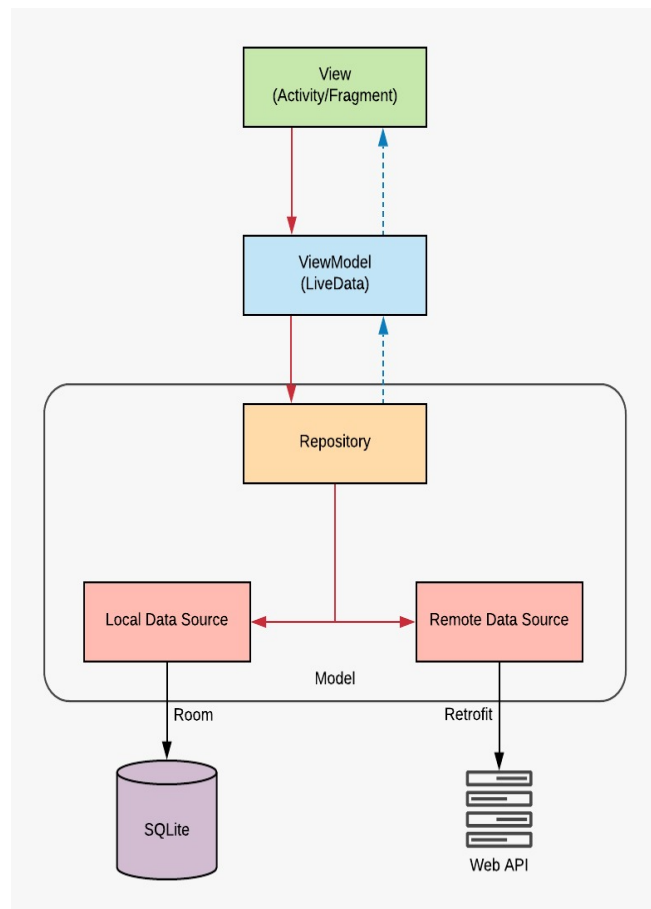 View
(Activity/Fragment)
ViewModel
(LiveData)
Repository
Local Data Source
Remote Data Source
Model
Room
Retrofit
SQLite
Web API